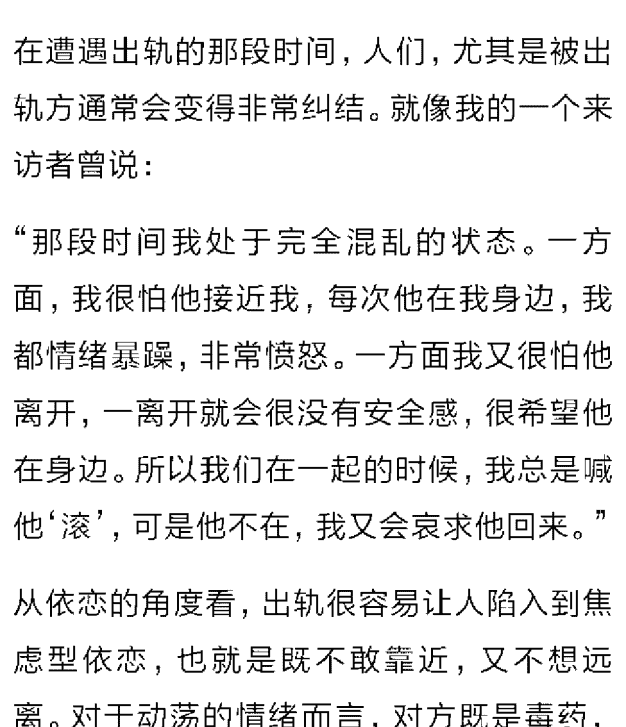 在遭遇出轨的那段时间，人们，尤其是被出
轨方通常会变得非常纠结。就像我的一个来
访者曾说：
“那段时间我处于完全混乱的状态。一方
面，我很怕他接近我，每次他在我身边，我
都情绪暴躁，非常愤怒。一方面我又很怕他
离开，一离开就会很没有安全感，很希望他
在身边。所以我们在一起的时候，我总是喊
他‘滚’，可是他不在，我又会哀求他回来。”
从依恋的角度看，出轨很容易让人陷入到焦
虑型依恋，也就是既不敢靠近，又不想远
离。对于动荡的情绪而言，对方既是毒药，